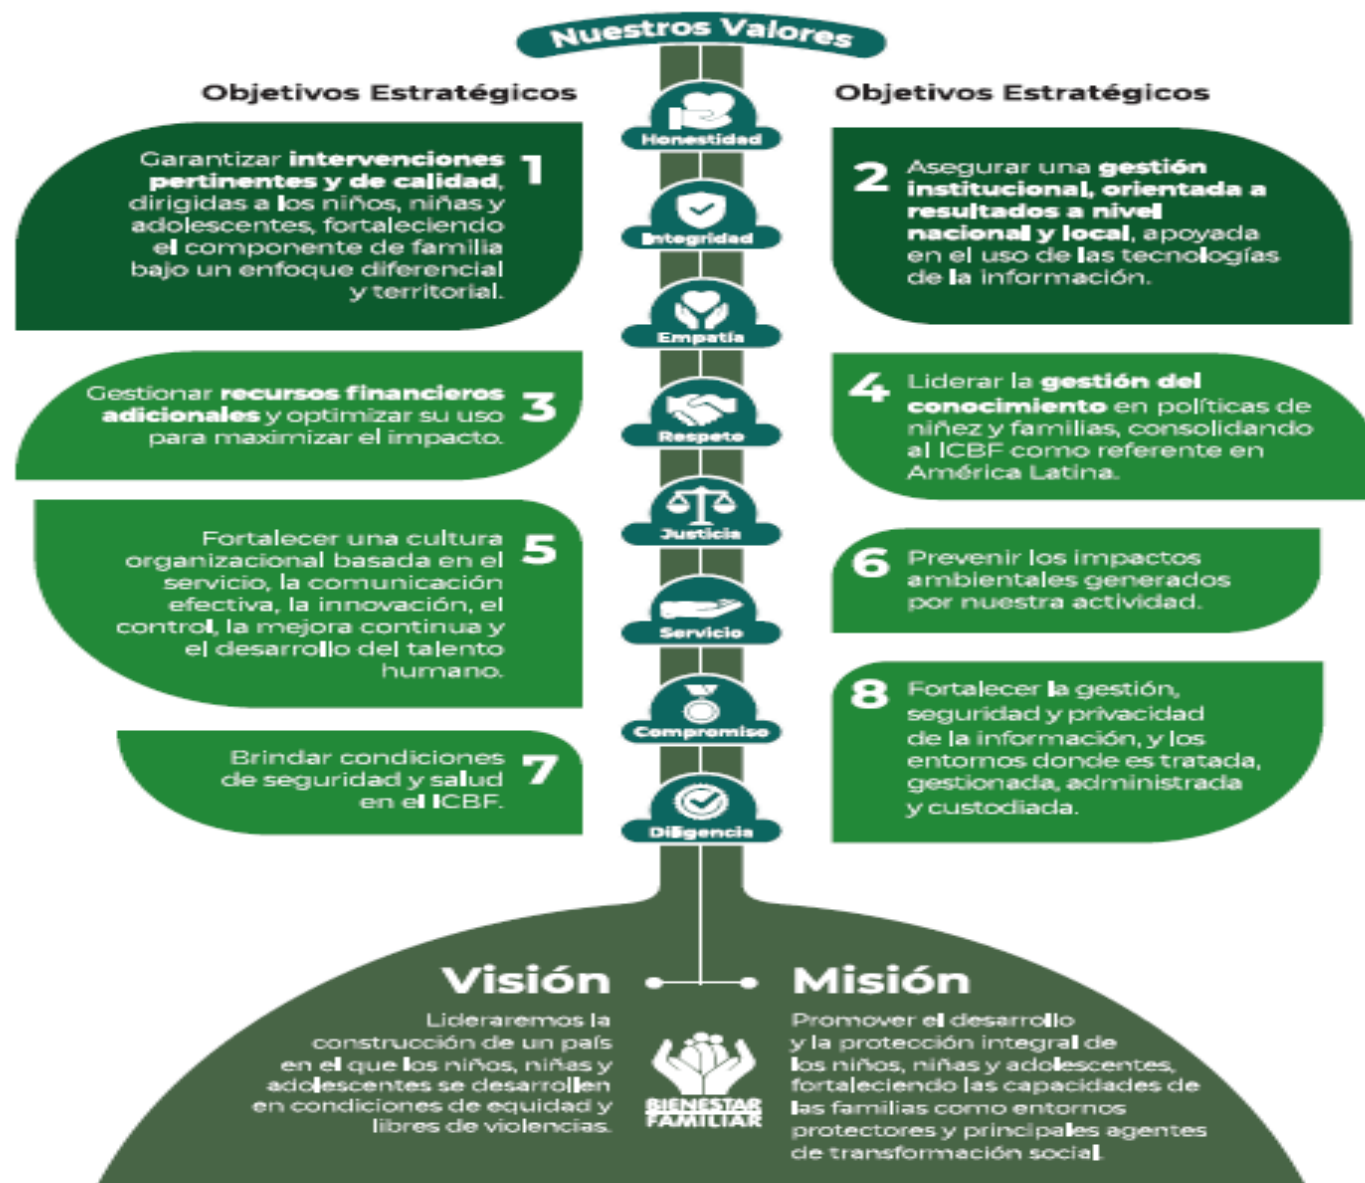 Nuestros Valores
Objetivos Estratégicos
1
Garantizar intervenciones
pertinentes y de calidad,
dirigidas a los niños, niñas y
adolescentes, fortaleciendo
el componente de familia
bajo un enfoque diferencial
y territorial.
Objetivos Estratégicos
2
Asegurar una gestión
institucional, orientada a
resultados a nivel
nacional y local, apoyada
en el uso de las tecnologías
de la información.
3
Gestionar recursos financieros
adicionales y optimizar su uso
para maximizar el impacto.
4
Liderar la gestión del
conocimiento en políticas de
niñez y familias, consolidando
al ICBF como referente en
América Latina.
5
Fortalecer una cultura
organizacional basada en el
servicio, la comunicación
efectiva, la innovación, el
control, la mejora continua y
el desarrollo del talento
humano.
6
Prevenir los impactos
ambientales generados
por nuestra actividad.
7
Brindar condiciones
de seguridad y salud
en el ICBF.
8
Fortalecer la gestión,
seguridad y privacidad
de la información, y los
entornos donde es tratada,
gestionada, administrada
y custodiada.
Honestidad
Integridad
Empatía
Respeto
Justicia
Servicio
Compromiso
Diligencia
Visión
Lideraremos la
construcción de un país
en el que los niños, niñas y
adolescentes se desarrollen
en condiciones de equidad y
libres de violencias.
BIENESTAR
FAMILIAR
Misión
Promover el desarrollo
y la protección integral de
los niños, niñas y adolescentes,
fortaleciendo las capacidades de
las familias como entornos
protectores y principales agentes
de transformación social.